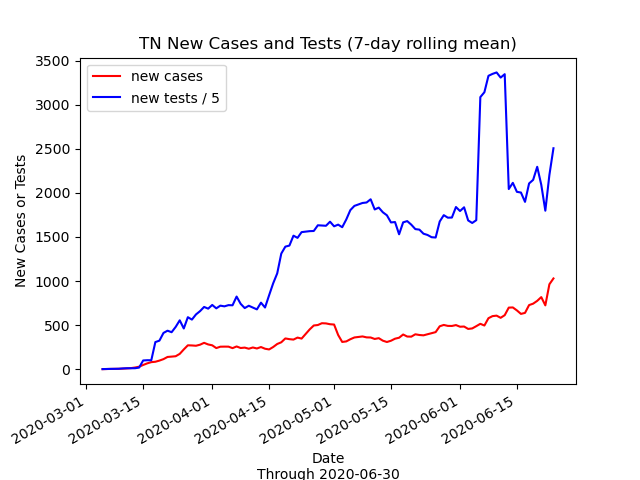 TN New Cases and Tests (7-day rolling mean)
new cases
new tests / 5
New Cases or Tests
3500
3000
2500
2000
1500
1000
500
0
2020-03-01
2020-03-15
2020-04-01
2020-04-15
2020-05-01
2020-05-15
2020-06-01
2020-06-15
Date
Through 2020-06-30